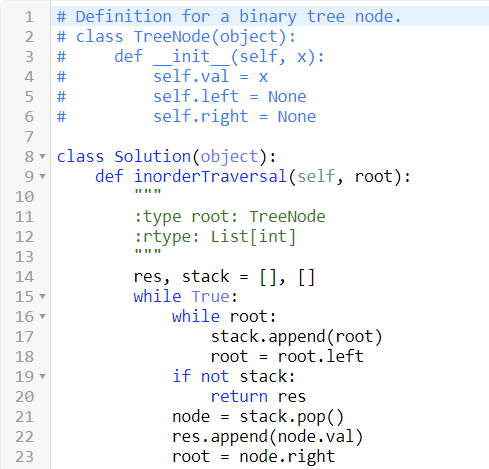 1 # Definition for a binary tree node.
2 # class TreeNode(object):
3 #     def __init__(self, x):
4 #         self.val = x
5 #         self.left = None
6 #         self.right = None
7
8 class Solution(object):
9     def inorderTraversal(self, root):
10         """
11         :type root: TreeNode
12         :rtype: List[int]
13         """
14         res, stack = [], []
15         while True:
16             while root:
17                 stack.append(root)
18                 root = root.left
19             if not stack:
20                 return res
21             node = stack.pop()
22             res.append(node.val)
23             root = node.right